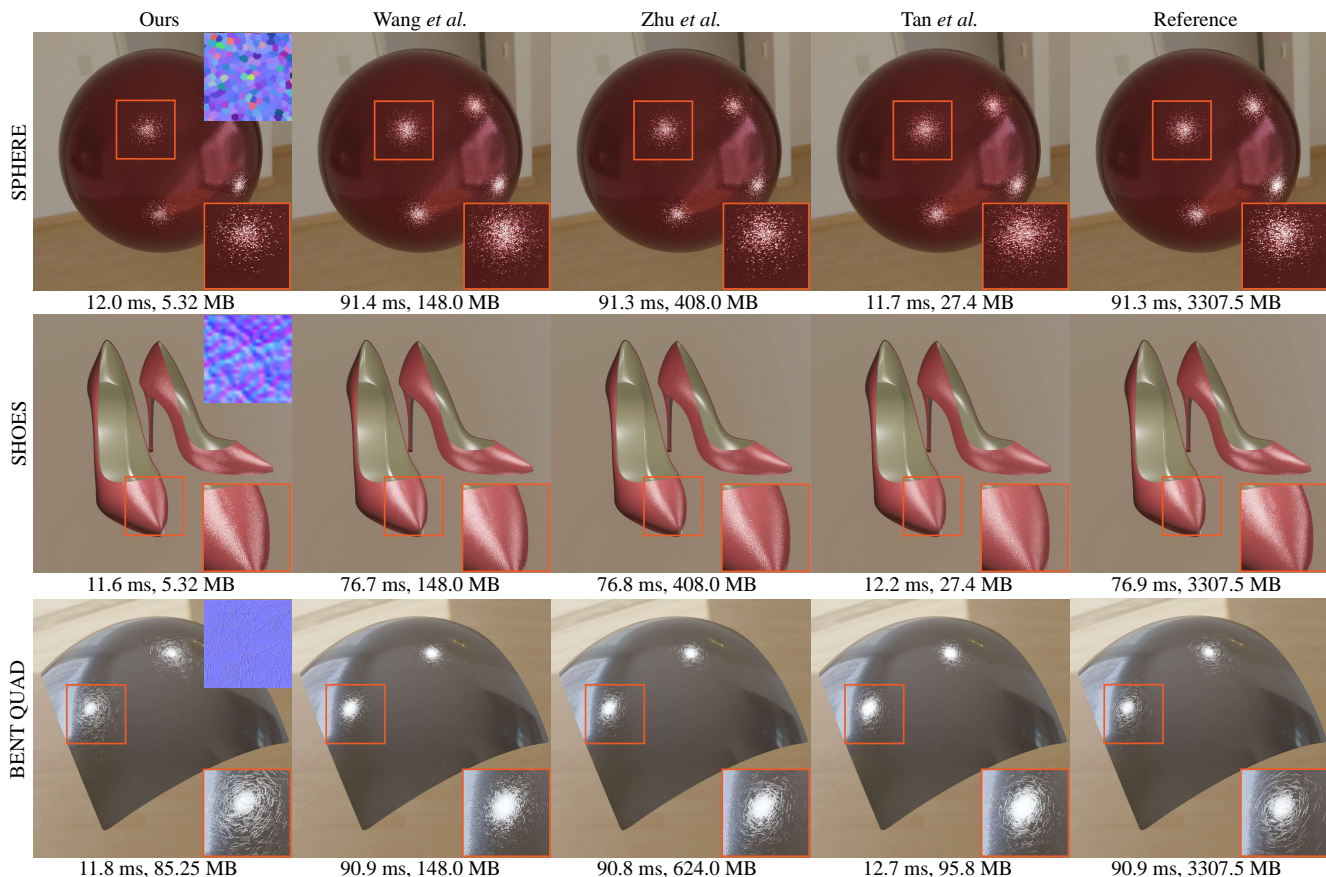 Ours Wang et al. Zhu et al. Tan et al. Reference
SPHERE
12.0 ms, 5.32 MB 91.4 ms, 148.0 MB 91.3 ms, 408.0 MB 11.7 ms, 27.4 MB 91.3 ms, 3307.5 MB
SHOES
11.6 ms, 5.32 MB 76.7 ms, 148.0 MB 76.8 ms, 408.0 MB 12.2 ms, 27.4 MB 76.9 ms, 3307.5 MB
BENT QUAD
11.8 ms, 85.25 MB 90.9 ms, 148.0 MB 90.8 ms, 624.0 MB 12.7 ms, 95.8 MB 90.9 ms, 3307.5 MB